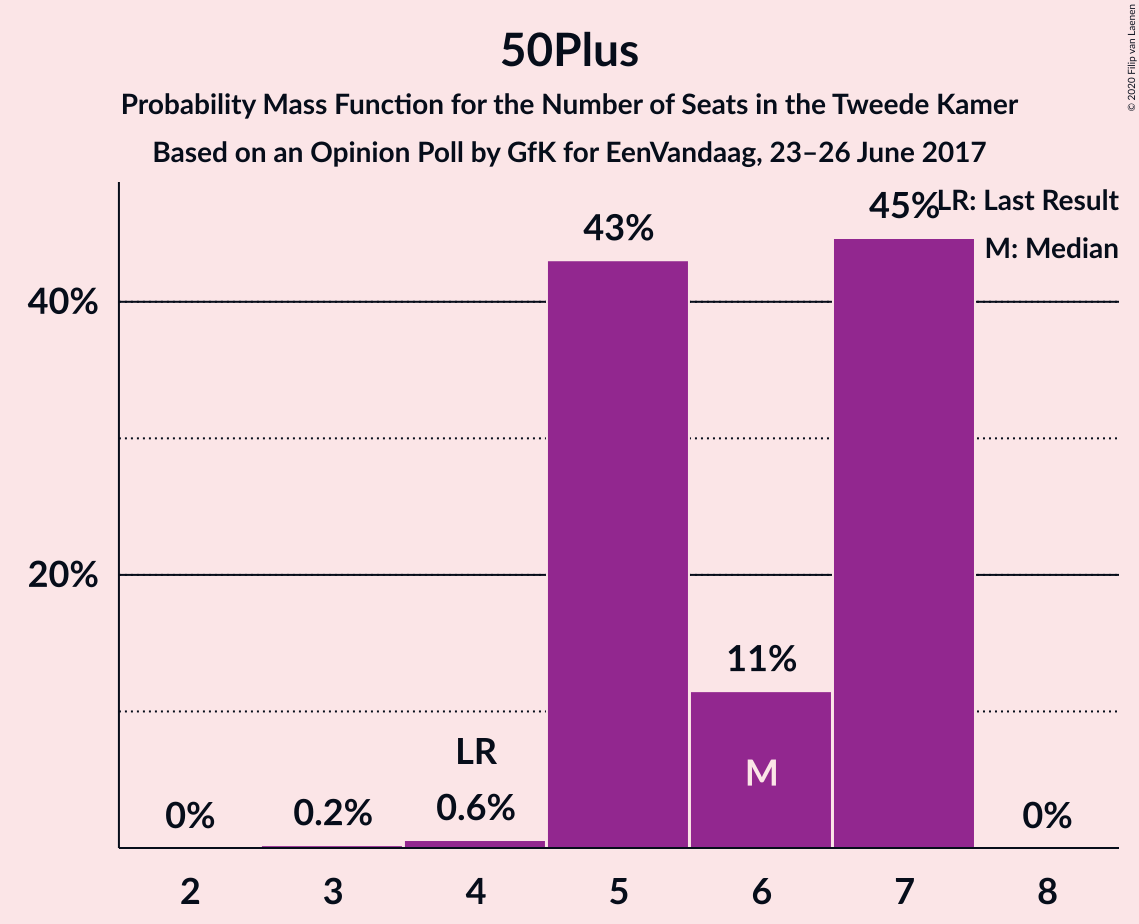 50Plus
Probability Mass Function for the Number of Seats in the Tweede Kamer
Based on an Opinion Poll by GfK for EenVandaag, 23–26 June 2017
© 2020 Filip van Laenen
LR: Last Result
M: Median
40%
20%
0%
0.2%
LR
0.6%
43%
11%
M
45%
0%
2 3 4 5 6 7 8